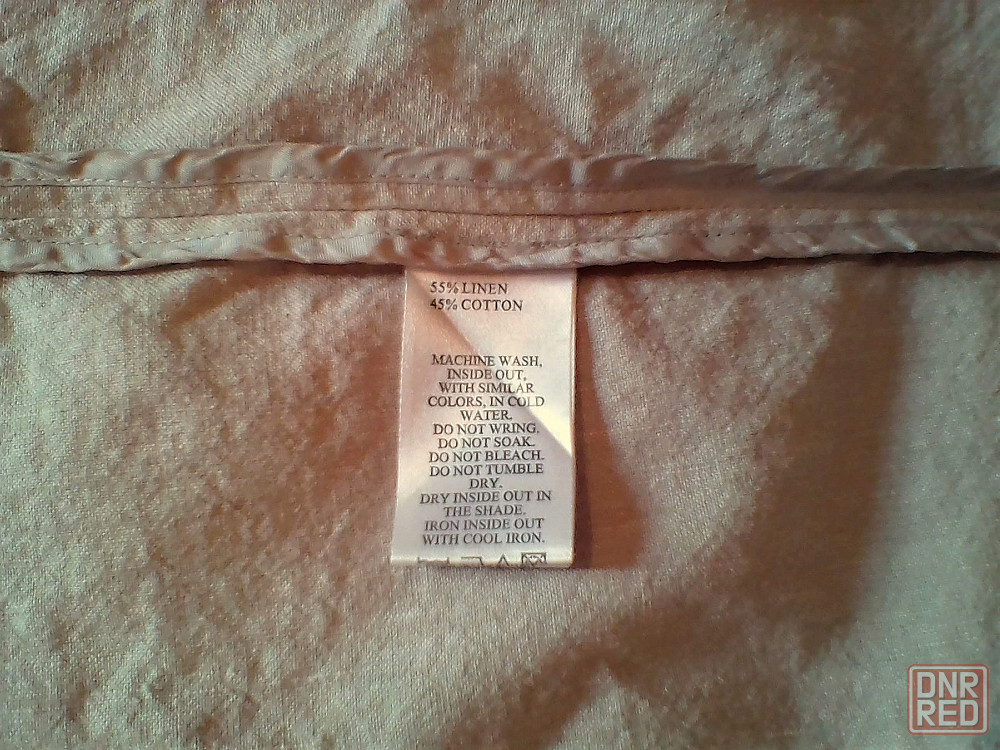 55% LINEN
45% COTTON
MACHINE WASH,
INSIDE OUT,
WITH SIMILAR
COLORS, IN COLD
WATER.
DO NOT WRING.
DO NOT SOAK.
DO NOT BLEACH.
DO NOT TUMBLE
DRY.
DRY INSIDE OUT IN
THE SHADE.
IRON INSIDE OUT
WITH COOL IRON.
DNR
RED